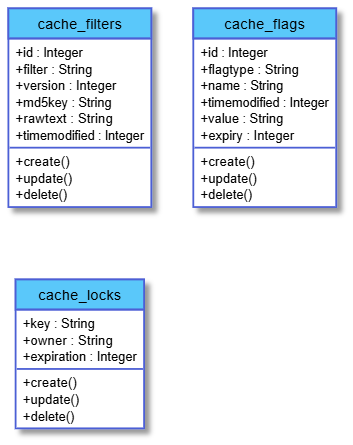 cache_filters
+id : Integer
+filter : String
+version : Integer
+md5key : String
+rawtext : String
+timemodified : Integer
+create()
+update()
+delete()
cache_flags
+id : Integer
+flagtype : String
+name : String
+timemodified : Integer
+value : String
+expiry : Integer
+create()
+update()
+delete()
cache_locks
+key : String
+owner : String
+expiration : Integer
+create()
+update()
+delete()